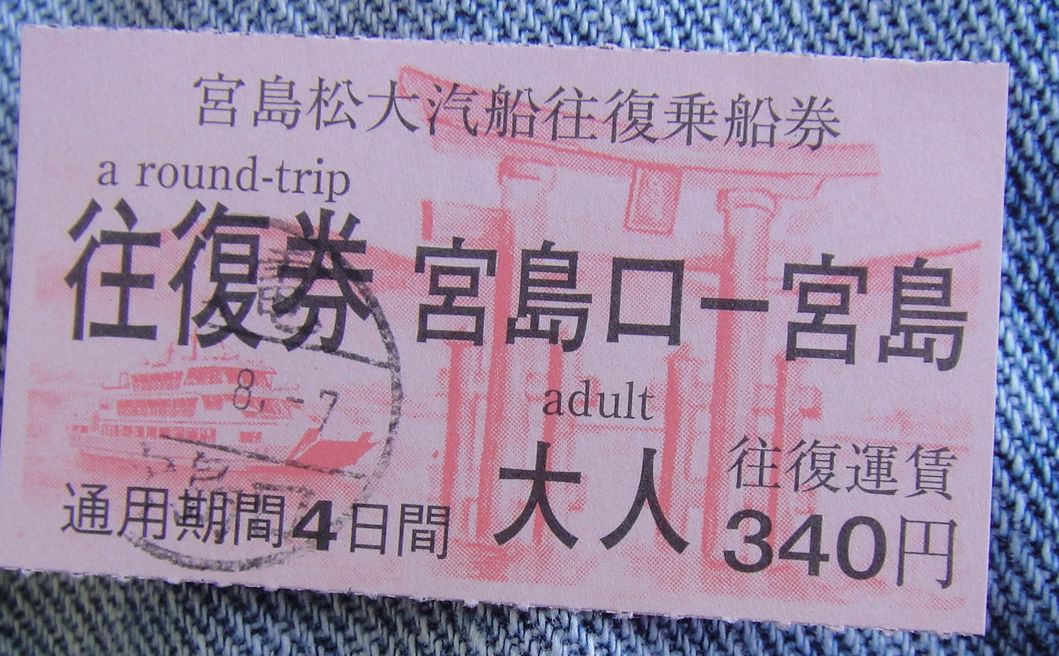 宮島松大汽船往復乗船券
a round-trip
往復券 宮島口ー宮島
8.-7
adult
大人
往復運賃
通用期間4日間
340円